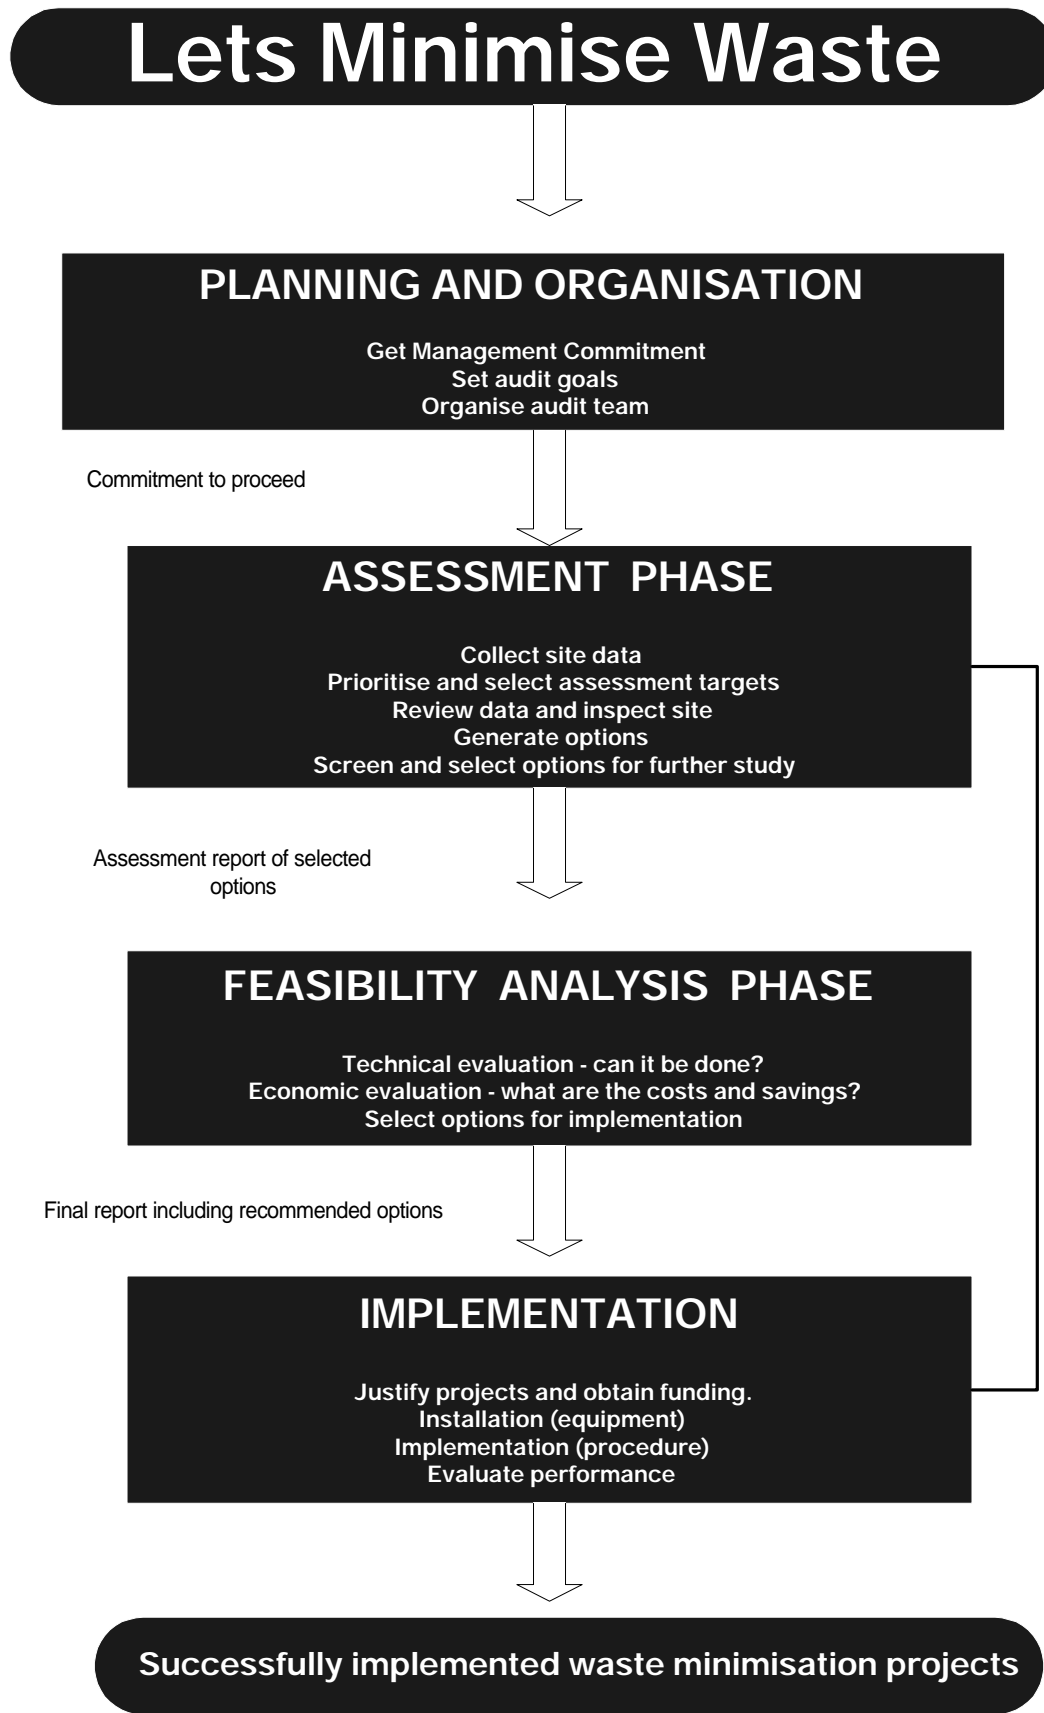 Lets Minimise Waste
PLANNING AND ORGANISATION
Get Management Commitment
Set audit goals
Organise audit team
Commitment to proceed
ASSESSMENT PHASE
Collect site data
Prioritise and select assessment targets
Review data and inspect site
Generate options
Screen and select options for further study
Assessment report of selected
options
FEASIBILITY ANALYSIS PHASE
Technical evaluation - can it be done?
Economic evaluation - what are the costs and savings?
Select options for implementation
Final report including recommended options
IMPLEMENTATION
Justify projects and obtain funding.
Installation (equipment)
Implementation (procedure)
Evaluate performance
Successfully implemented waste minimisation projects